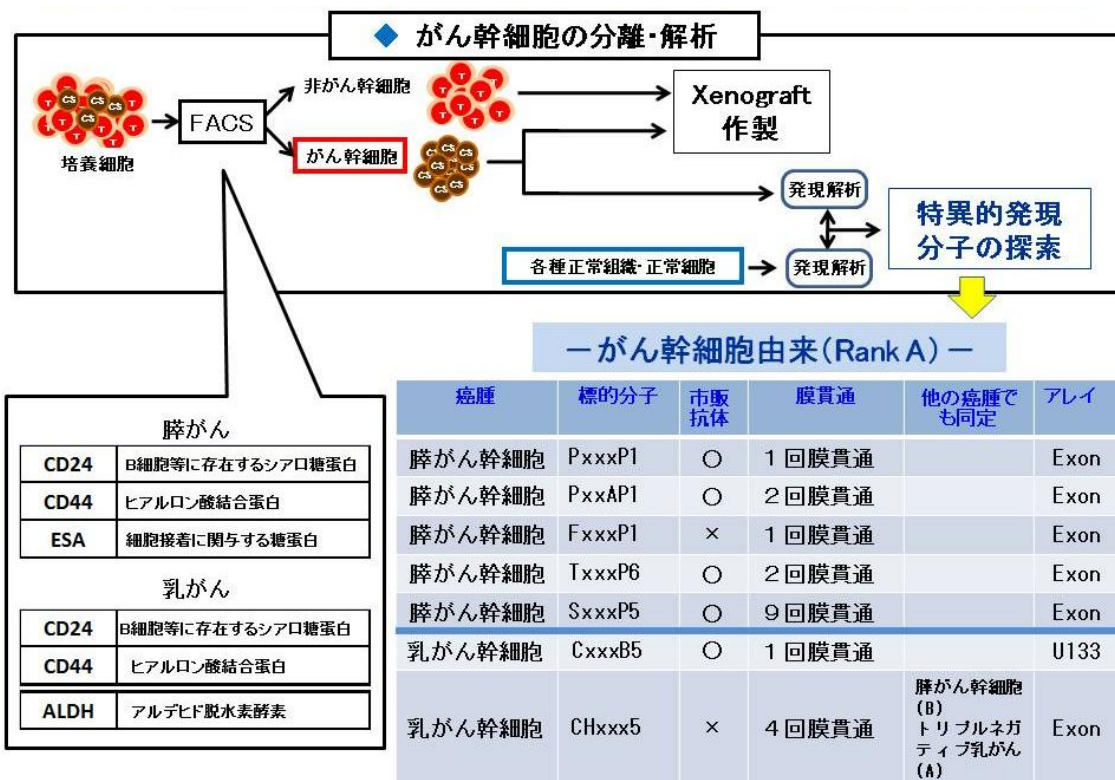 ◆ がん幹細胞の分離・解析
非がん幹細胞
FACS
がん幹細胞
培養細胞
Xenograft
作製
発現解析
特異的発現
分子の探索
各種正常組織・正常細胞
発現解析
－がん幹細胞由来(Rank A)－
膵がん
CD24 B細胞等に存在するシアロ糖蛋白
CD44 ヒアルロン酸結合蛋白
ESA 細胞接着に関与する糖蛋白
乳がん
CD24 B細胞等に存在するシアロ糖蛋白
CD44 ヒアルロン酸結合蛋白
ALDH アルデヒド脱水素酵素
癌腫 標的分子 市販抗体 膜貫通 他の癌腫でも同定 アレイ
膵がん幹細胞 PxxxP1 ○ 1回膜貫通 Exon
膵がん幹細胞 PxxAP1 ○ 2回膜貫通 Exon
膵がん幹細胞 FxxxP1 × 1回膜貫通 Exon
膵がん幹細胞 TxxxP6 ○ 2回膜貫通 Exon
膵がん幹細胞 SxxxP5 ○ 9回膜貫通 Exon
乳がん幹細胞 CxxxB5 ○ 1回膜貫通 U133
乳がん幹細胞 CHxxx5 × 4回膜貫通 膵がん幹細胞(B)トリプルネガティブ乳がん(A) Exon